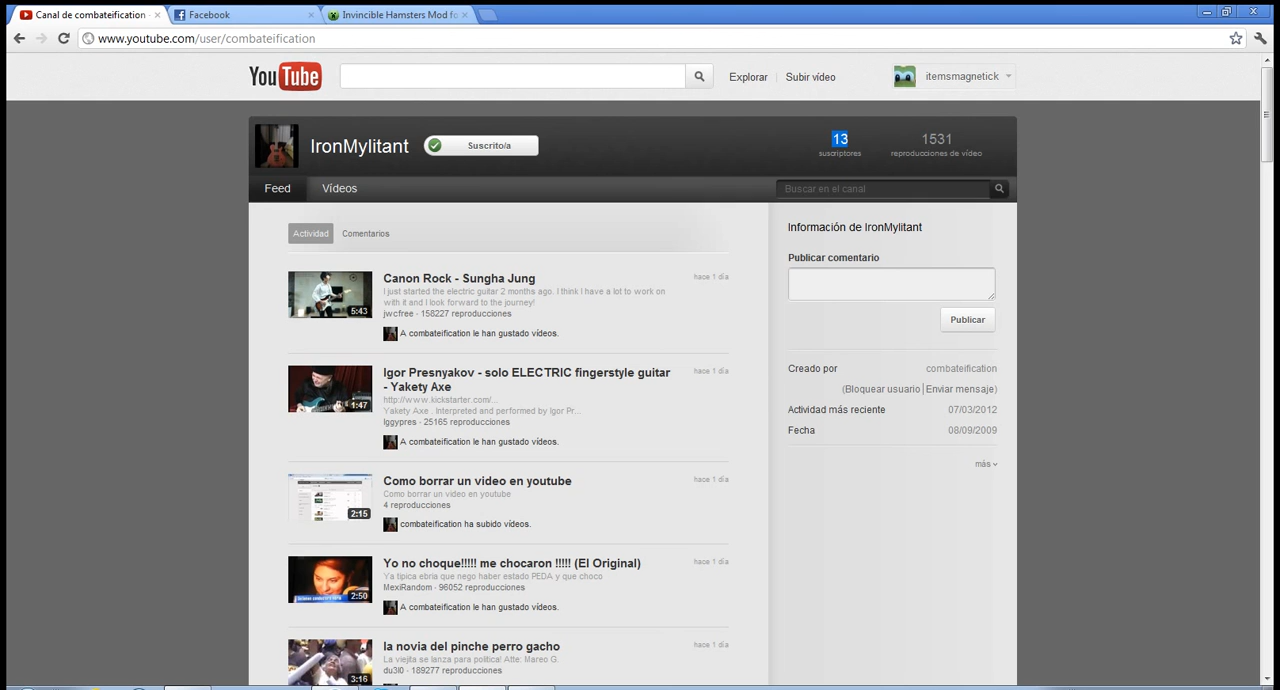 Canal de combateification -
Facebook
Invincible Hamsters Mod fo
www.youtube.com/user/combateification
YouTube
Explorar
Subir vídeo
itemsmagnetick
IronMylitant
Suscrito/a
13
suscriptores
1531
reproducciones de vídeo
Feed
Vídeos
Buscar en el canal
Actividad
Comentarios
Canon Rock - Sungha Jung
hace 1 día
I just started the electric guitar 2 months ago. I think I have a lot to work on
with it and I look forward to the journey!
jwcfree · 158227 reproducciones
5:43
A combateification le han gustado vídeos.
Igor Presnyakov - solo ELECTRIC fingerstyle guitar
- Yakety Axe
hace 1 día
http://www.kickstarter.com/...
Yakety Axe . Interpreted and performed by Igor Pr...
Iggypres · 25165 reproducciones
1:47
A combateification le han gustado vídeos.
Como borrar un video en youtube
hace 1 día
Como borrar un video en youtube
4 reproducciones
2:15
combateification ha subido vídeos.
Yo no choque!!!!! me chocaron !!!!! (El Original)
hace 1 día
Ya tipica ebria que nego haber estado PEDA y que choco
MexiRandom · 96052 reproducciones
2:50
A combateification le han gustado vídeos.
la novia del pinche perro gacho
hace 1 día
La viejita se lanza para politica! Atte: Mareo G.
du3l0 · 189277 reproducciones
3:16
Información de IronMylitant
Publicar comentario
Publicar
Creado por
combateification
(Bloquear usuario | Enviar mensaje)
Actividad más reciente
07/03/2012
Fecha
08/09/2009
más